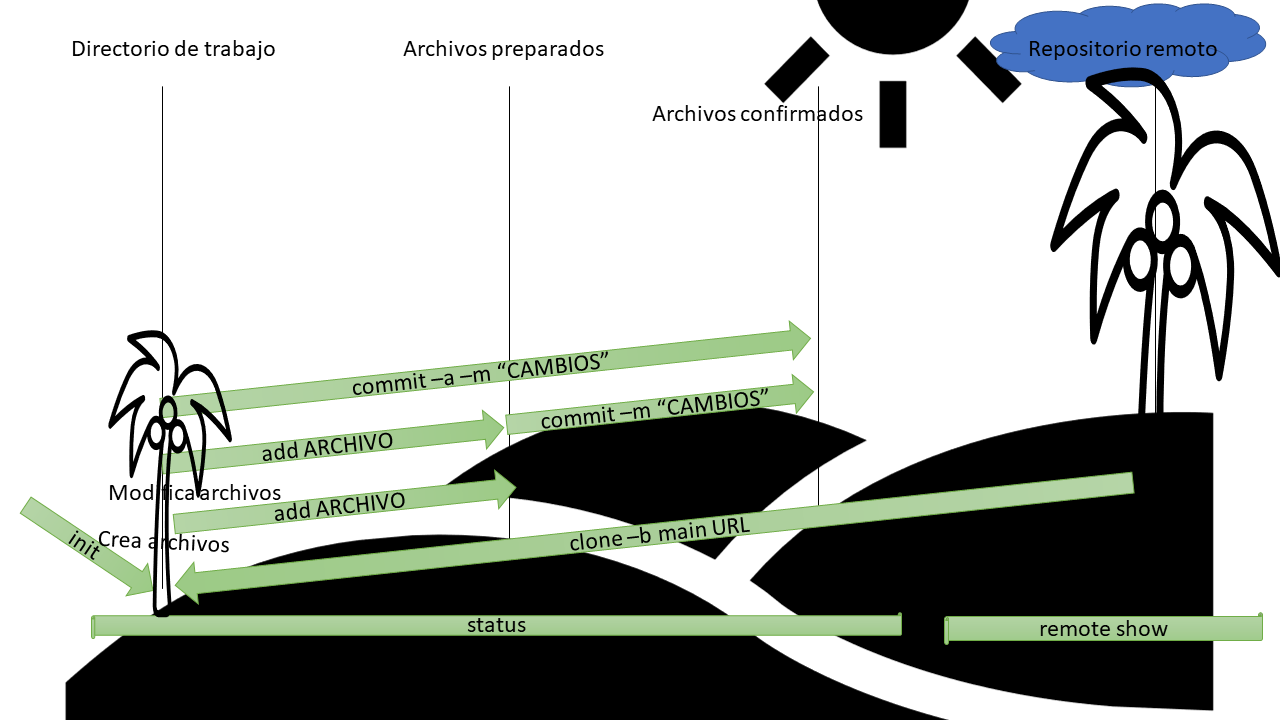 Directorio de trabajo
Archivos preparados
Repositorio remoto
Archivos confirmados
commit –a –m “CAMBIOS”
commit –m “CAMBIOS”
add ARCHIVO
Modifica archivos
add ARCHIVO
init
Crea archivos
clone –b main URL
status
remote show